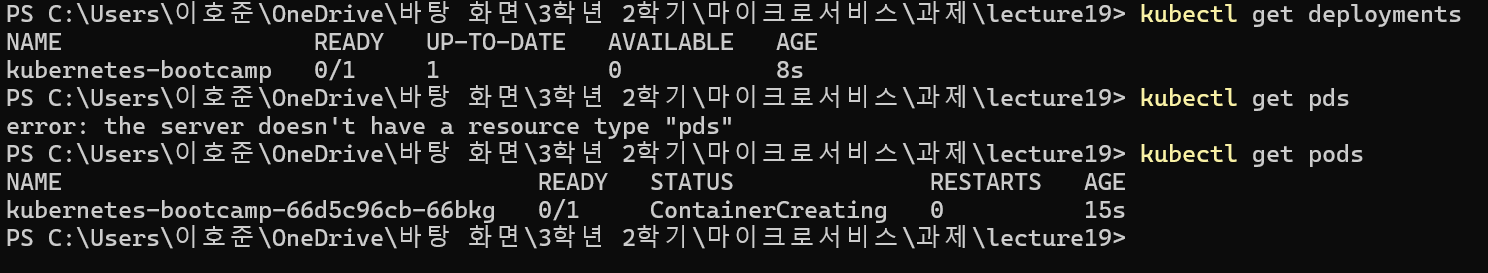 PS C:\Users\이호준\OneDrive\바탕 화면\3학년 2학기\마이크로서비스\과제\lecture19> kubectl get deployments
NAME                  READY   UP-TO-DATE   AVAILABLE   AGE
kubernetes-bootcamp   0/1     1            0           8s
PS C:\Users\이호준\OneDrive\바탕 화면\3학년 2학기\마이크로서비스\과제\lecture19> kubectl get pds
error: the server doesn't have a resource type "pds"
PS C:\Users\이호준\OneDrive\바탕 화면\3학년 2학기\마이크로서비스\과제\lecture19> kubectl get pods
NAME                                  READY   STATUS              RESTARTS   AGE
kubernetes-bootcamp-66d5c96cb-66bkg   0/1     ContainerCreating   0          15s
PS C:\Users\이호준\OneDrive\바탕 화면\3학년 2학기\마이크로서비스\과제\lecture19>